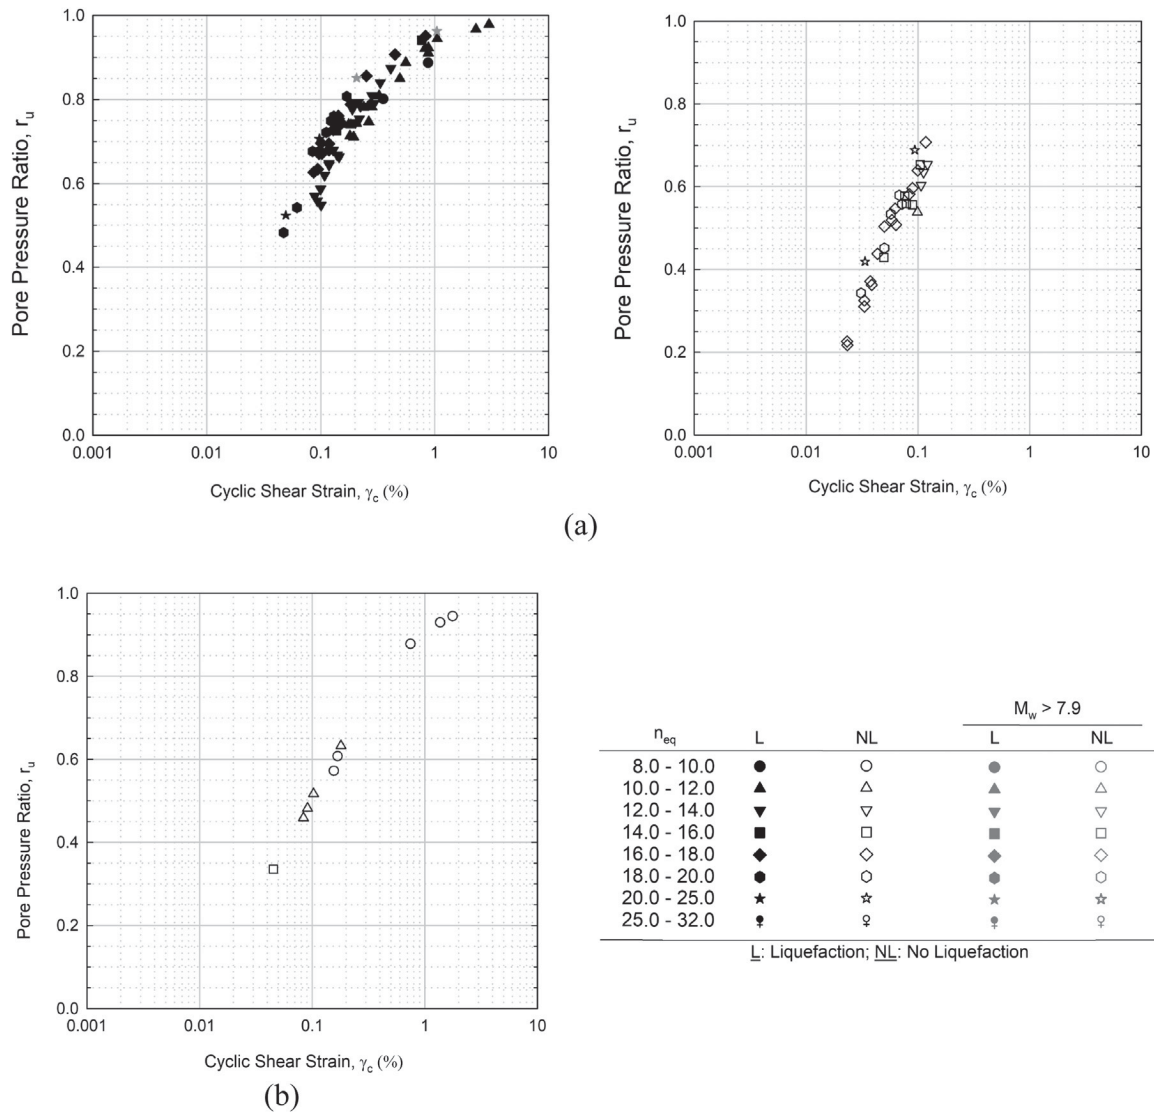 1.0
0.8
0.6
0.4
0.2
0.0
Pore Pressure Ratio, ru
0.001 0.01 0.1 1 10
Cyclic Shear Strain, γc (%)
1.0
0.8
0.6
0.4
0.2
0.0
Pore Pressure Ratio, ru
0.001 0.01 0.1 1 10
Cyclic Shear Strain, γc (%)
(a)
1.0
0.8
0.6
0.4
0.2
0.0
Pore Pressure Ratio, ru
0.001 0.01 0.1 1 10
Cyclic Shear Strain, γc (%)
(b)
Mw > 7.9
neq L NL L NL
8.0 - 10.0
10.0 - 12.0
12.0 - 14.0
14.0 - 16.0
16.0 - 18.0
18.0 - 20.0
20.0 - 25.0
25.0 - 32.0
L: Liquefaction; NL: No Liquefaction